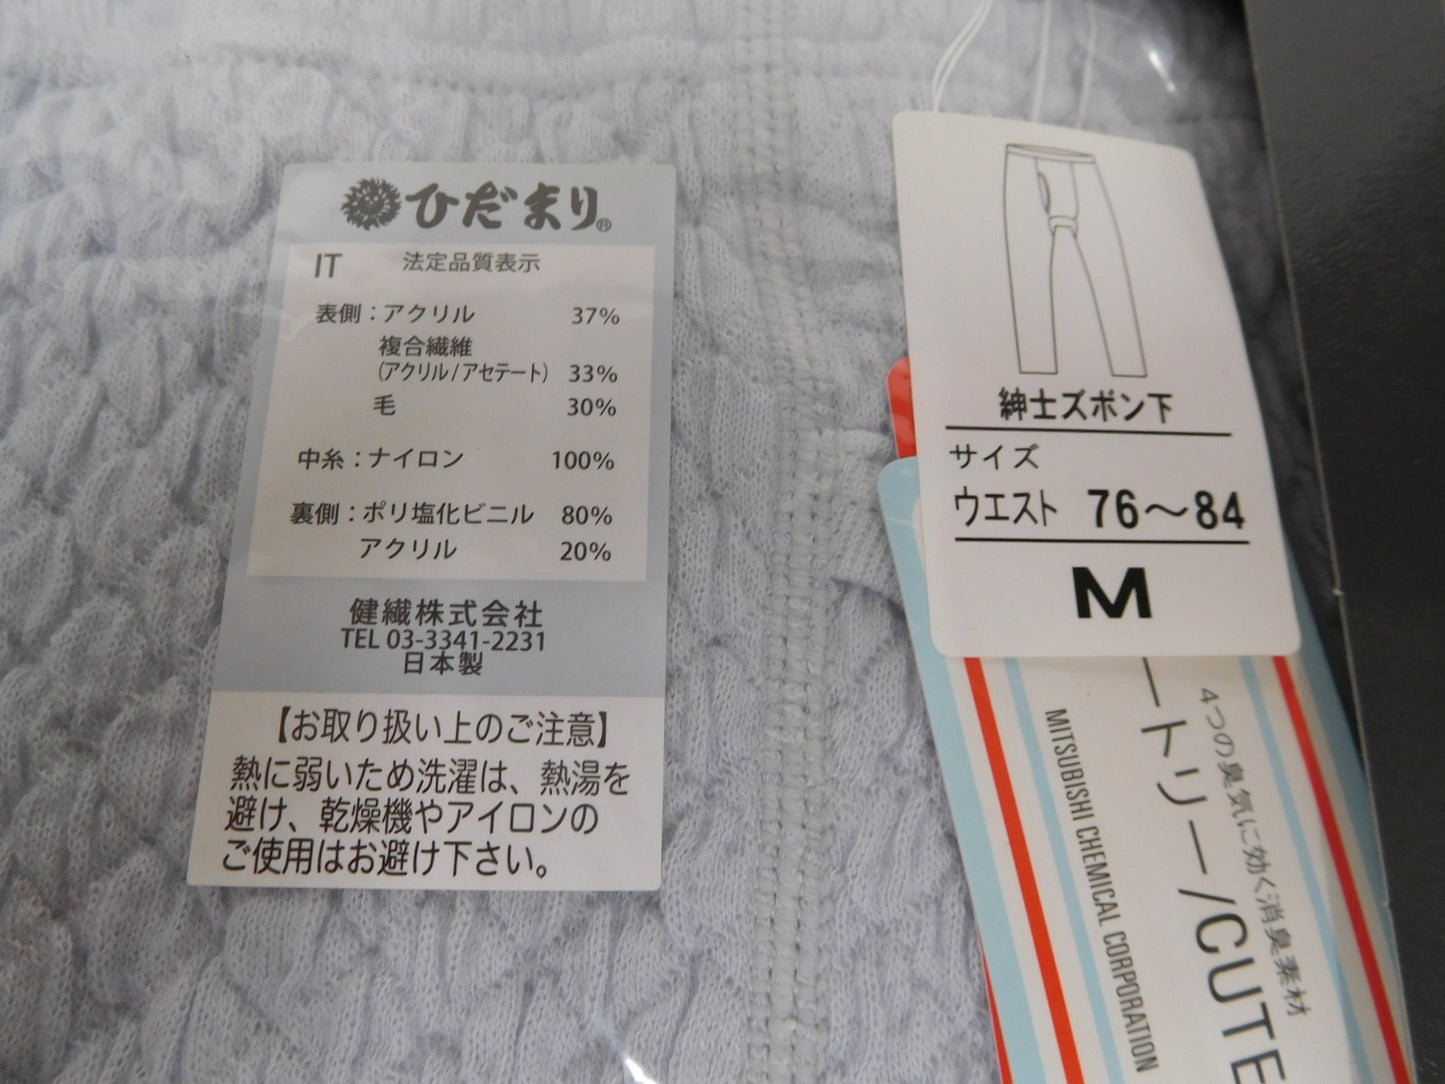 ひだまり®
IT 法定品質表示
表側：アクリル 37%
複合繊維
(アクリル/アセテート) 33%
毛 30%
中糸：ナイロン 100%
裏側：ポリ塩化ビニル 80%
アクリル 20%
健繊株式会社
TEL 03-3341-2231
日本製
【お取り扱い上のご注意】
熱に弱いため洗濯は、熱湯を
避け、乾燥機やアイロンの
ご使用はお避け下さい。
紳士ズボン下
サイズ
ウエスト 76～84
M
4つの臭気に効く消臭素材
ートリー/CUTE
MITSUBISHI CHEMICAL CORPORATION